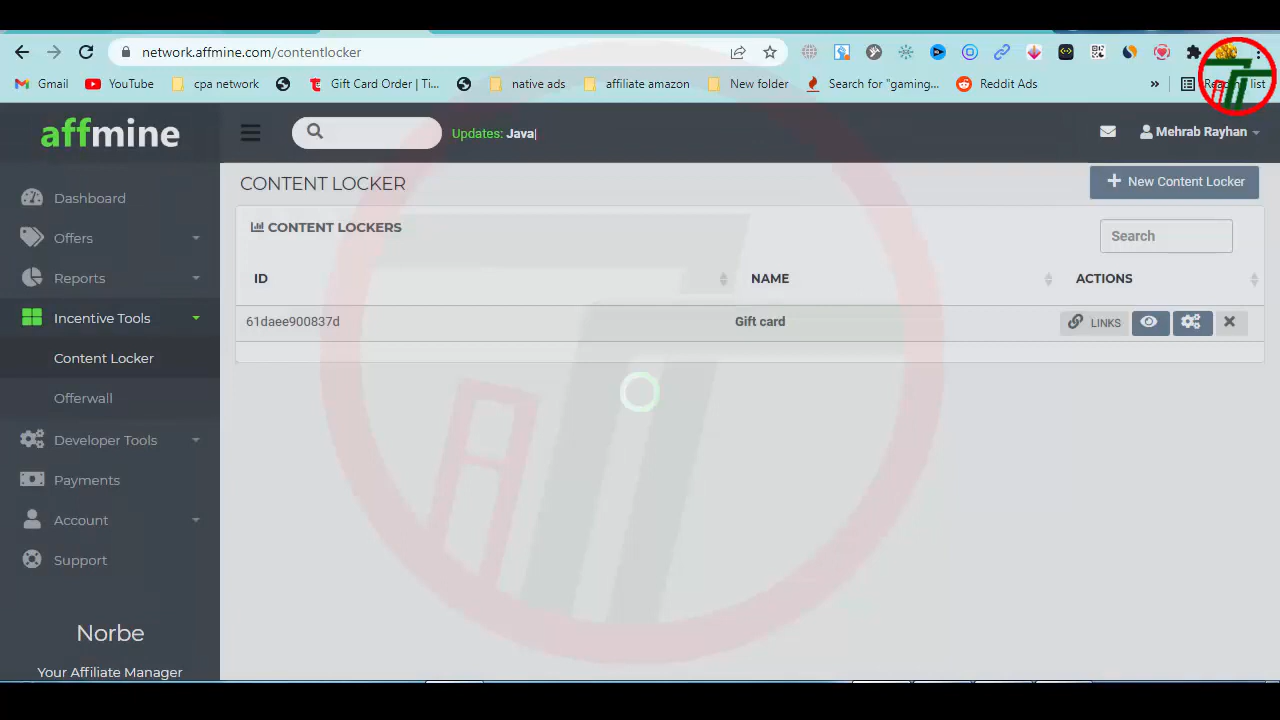 network.affmine.com/contentlocker
Gmail YouTube cpa network Gift Card Order | Ti... native ads affiliate amazon New folder Search for "gaming... Reddit Ads » list
affmine
Updates: Java|
Mehrab Rayhan
Dashboard
Offers
Reports
Incentive Tools
Content Locker
Offerwall
Developer Tools
Payments
Account
Support
Norbe
Your Affiliate Manager
CONTENT LOCKER
+ New Content Locker
CONTENT LOCKERS
Search
ID NAME ACTIONS
61daee900837d Gift card LINKS